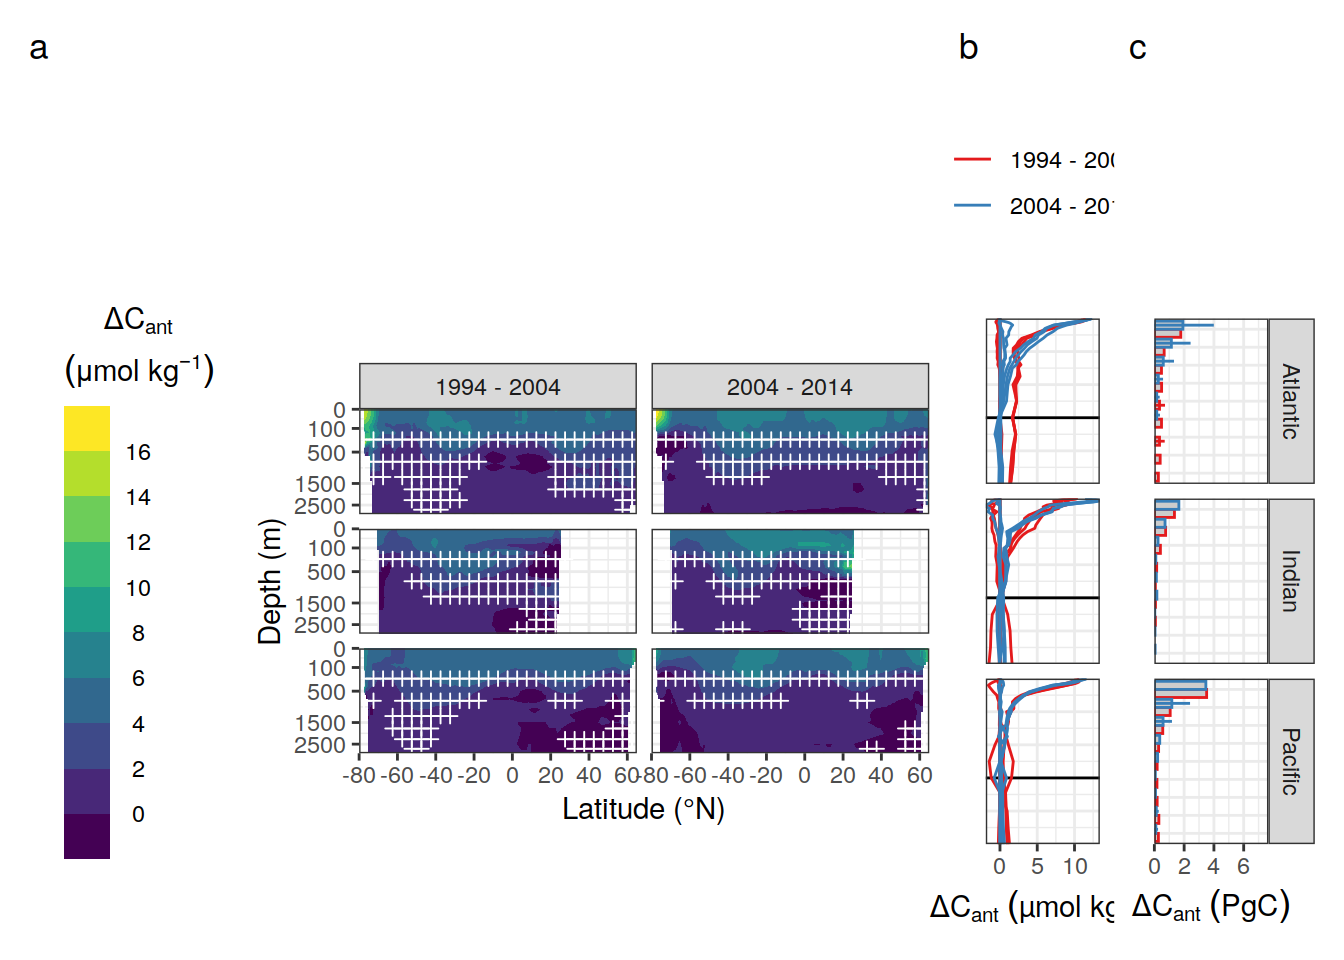 a
b
c
1994 - 200
2004 - 201
ΔCant
(μmol kg⁻¹)
16
14
12
10
8
6
4
2
0
1994 - 2004
2004 - 2014
0
100
500
1500
2500
0
100
500
1500
2500
0
100
500
1500
2500
Depth (m)
-80 -60 -40 -20 0 20 40 60
-80 -60 -40 -20 0 20 40 60
Latitude (°N)
0 5 10
ΔCant (μmol kg
Atlantic
Indian
Pacific
0 2 4 6
ΔCant (PgC)